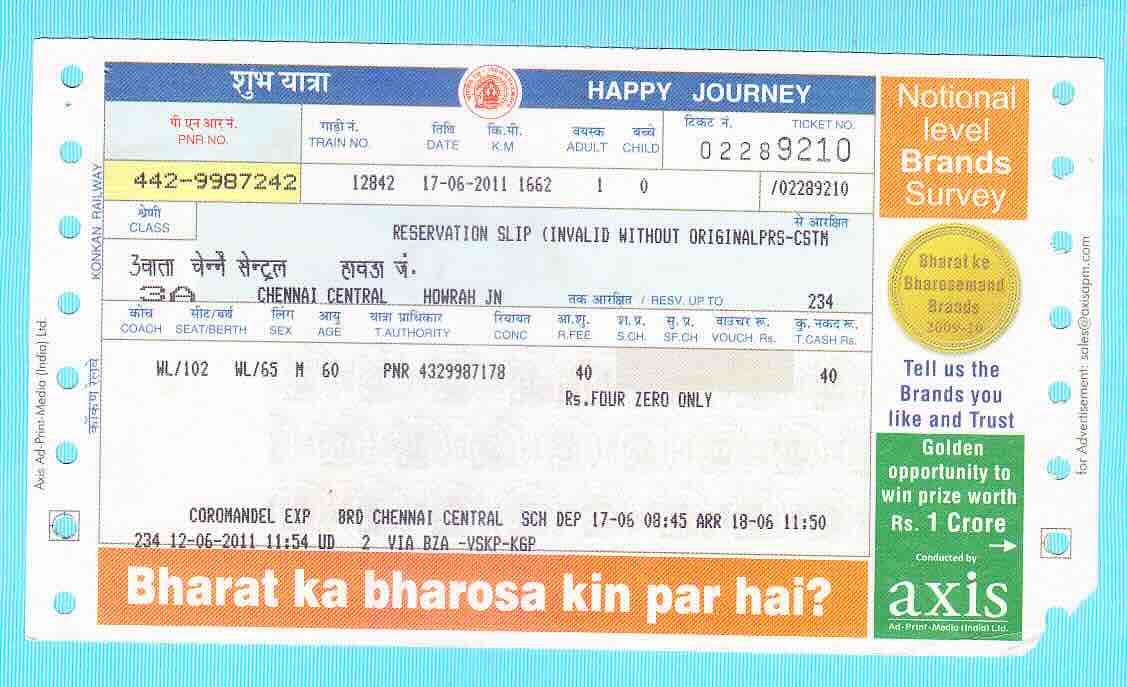 शुभ यात्रा HAPPY JOURNEY
पी एन आर नं. गाड़ी नं. तिथि कि.मी. वयस्क बच्चे टिकट नं. TICKET NO.
PNR NO. TRAIN NO. DATE K.M ADULT CHILD 02289210
442-9987242 12842 17-06-2011 1662 1 0 /02289210
श्रेणी से आरक्षित
CLASS RESERVATION SLIP (INVALID WITHOUT ORIGINALPRS-CSTM
3वाता चेन्नै सेन्ट्रल हावडा जं.
3A CHENNAI CENTRAL HOWRAH JN तक आरक्षित / RESV. UP TO 234
कोच सीट/बर्थ लिंग आयु यात्रा प्राधिकार रियायत आ.शु. श.प्र. सु.प्र. वाउचर रू. कु. नकद रू.
COACH SEAT/BERTH SEX AGE T.AUTHORITY CONC R.FEE S.CH. SF.CH VOUCH Rs. T.CASH Rs.
WL/102 WL/65 M 60 PNR 4329987178 40 40
Rs.FOUR ZERO ONLY
COROMANDEL EXP BRD CHENNAI CENTRAL SCH DEP 17-06 08:45 ARR 18-06 11:50
234 12-06-2011 11:54 UD 2 VIA BZA -VSKP-KGP
Bharat ka bharosa kin par hai?
KONKAN RAILWAY
कोंकण रेलवे
Axis Ad-Print-Media (India) Ltd.
Notional
level
Brands
Survey
Bharat ke
Bharosemand
Brands
2009-10
Tell us the
Brands you
like and Trust
Golden
opportunity to
win prize worth
Rs. 1 Crore
Conducted by
axis
Ad-Print-Media (India) Ltd.
for Advertisement: sales@axisapm.com